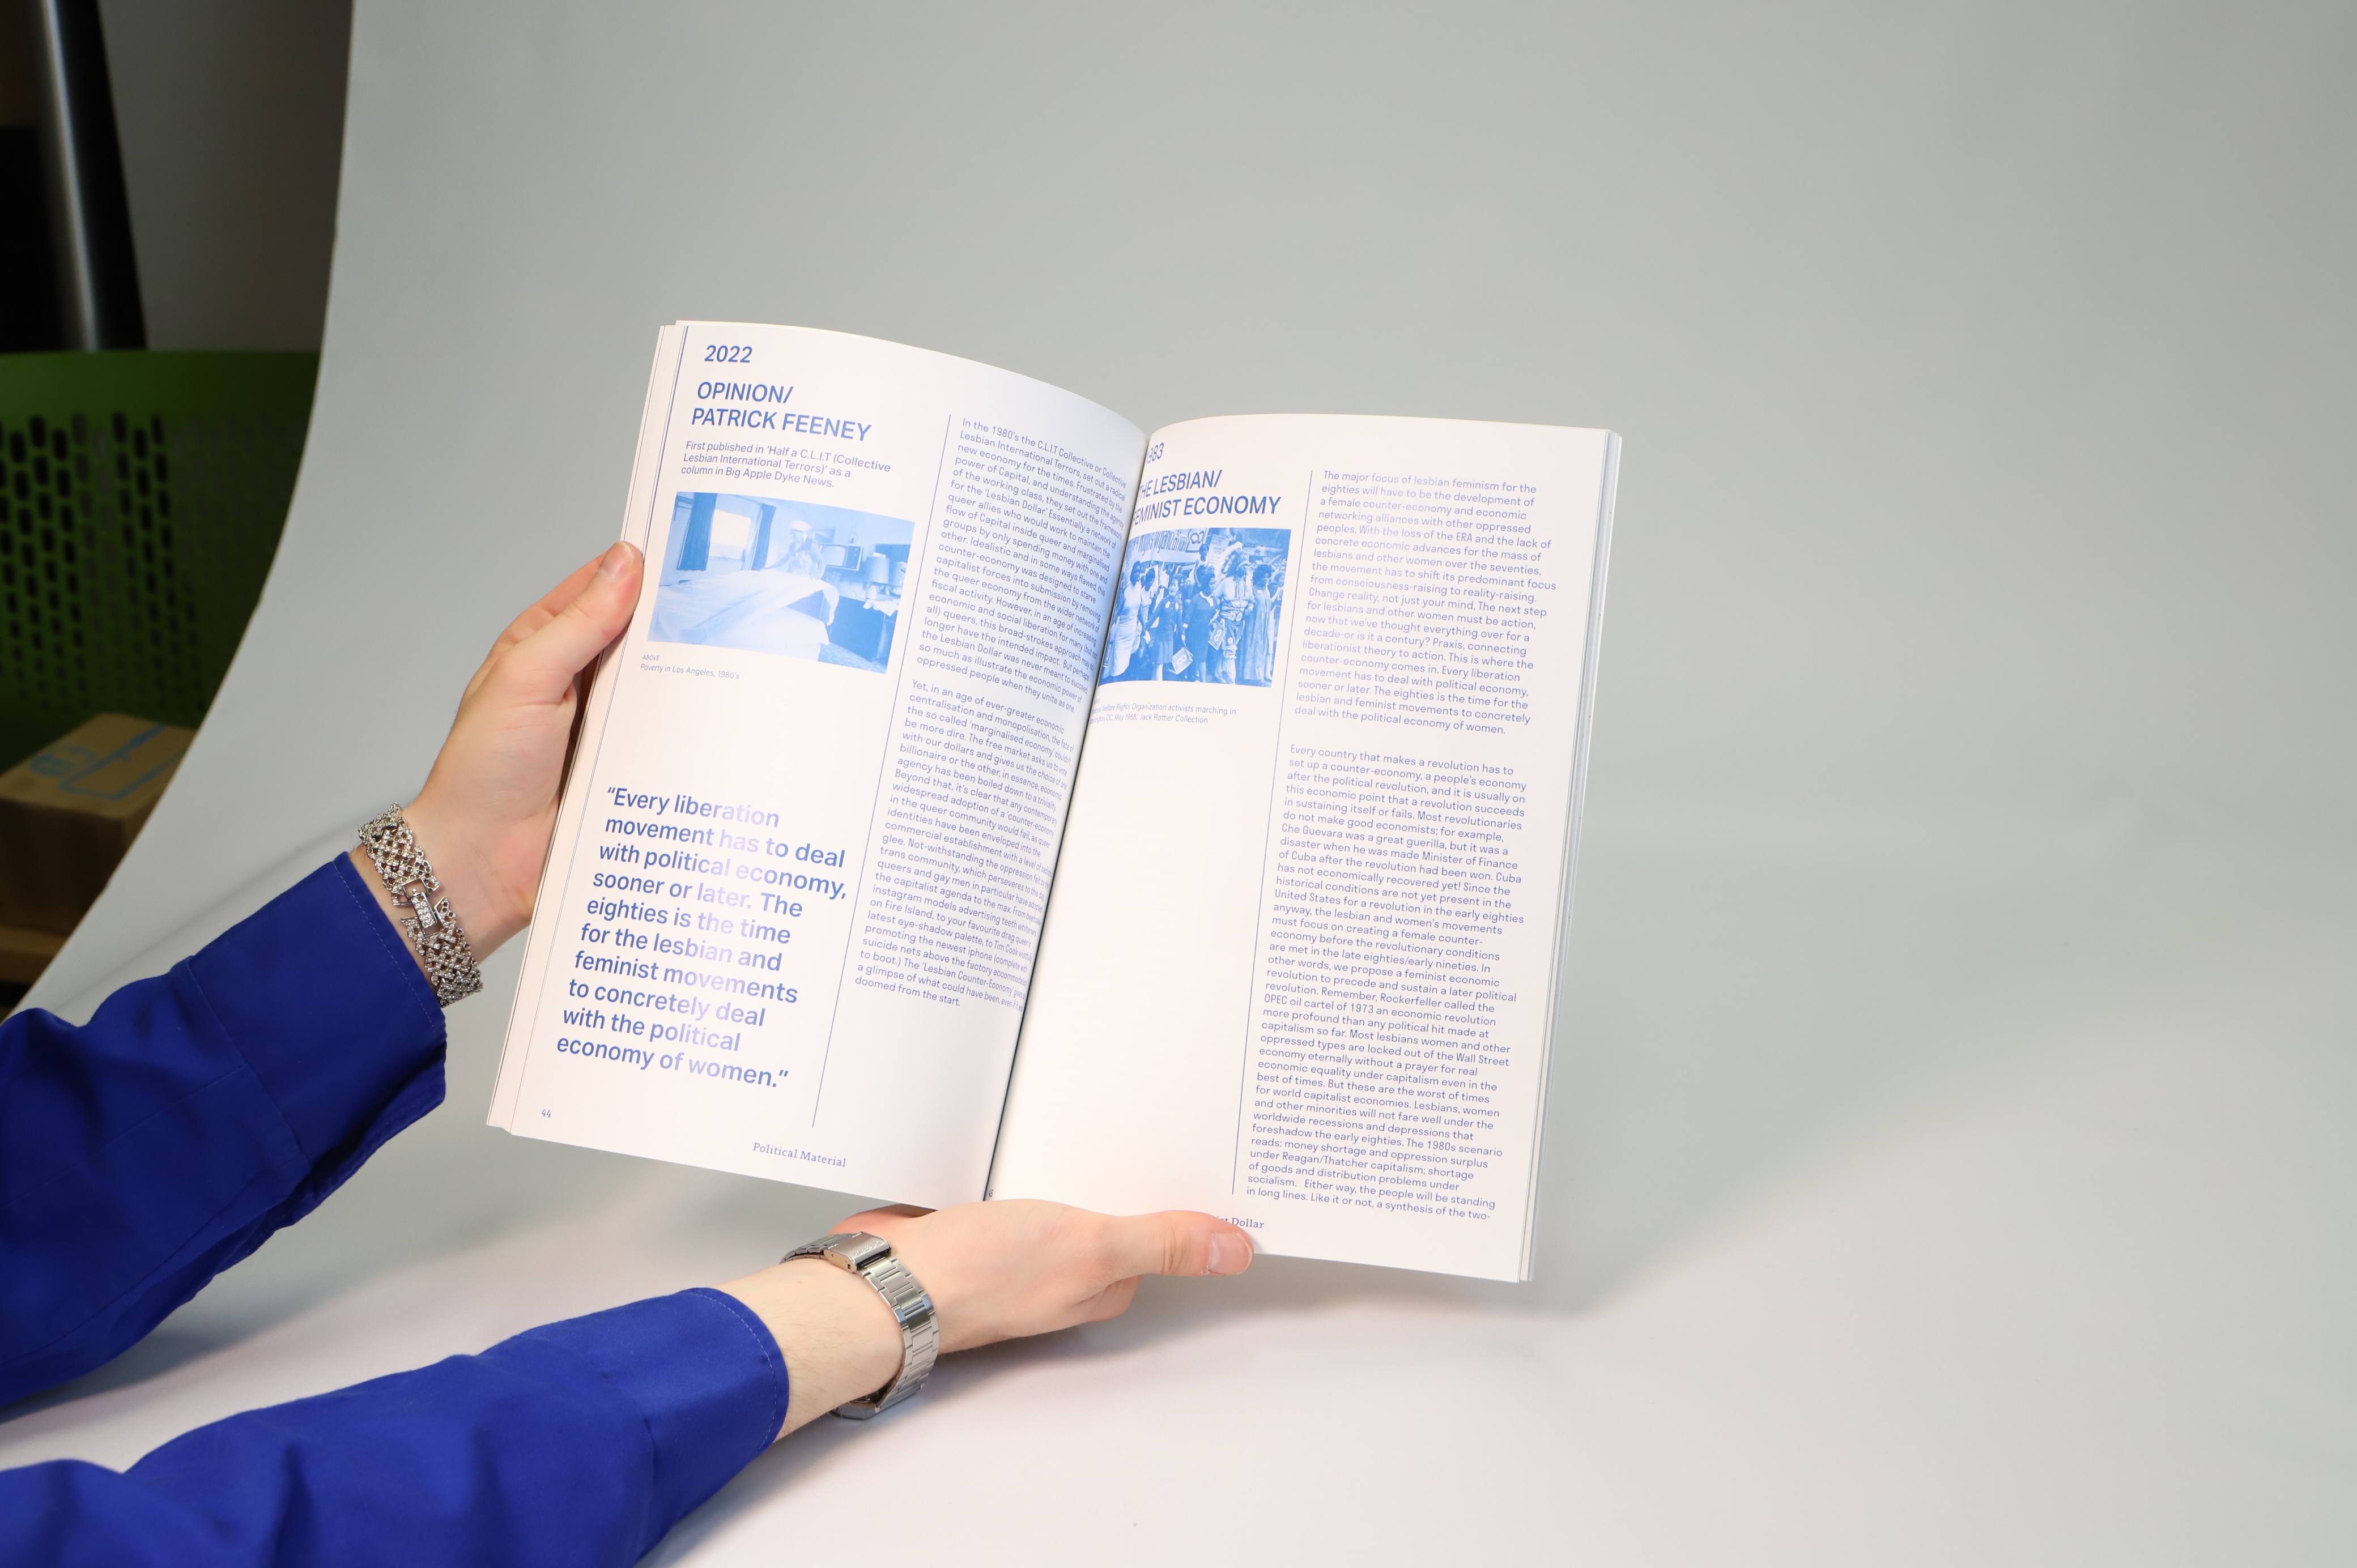 2022
OPINION/
PATRICK FEENEY
First published in 'Half a C.L.I.T (Collective
Lesbian International Terrors)' as a
column in Big Apple Dyke News.
ABOVE
Poverty in Los Angeles, 1980's
"Every liberation
movement has to deal
with political economy,
sooner or later. The
eighties is the time
for the lesbian and
feminist movements
to concretely deal
with the political
economy of women."
44
Political Material
In the 1980's the C.L.I.T Collective or Collective
Lesbian International Terrors, set out a radical
new economy for the times. Frustrated by the
power of Capital, and understanding the agency
of the working class, they set out the framework
for the 'Lesbian Dollar.' Essentially a network of
queer allies who would work to maintain the
flow of Capital inside queer and marginalised
groups by only spending money with one and
other. Idealistic and in some ways flawed, this
counter-economy was designed to starve
capitalist forces into submission by removing
the queer economy from the wider network of
fiscal activity. However, in an age of increasing
economic and social liberation for many (but not
all) queers, this broad-strokes approach may no
longer have the intended impact. But perhaps
the Lesbian Dollar was never meant to succeed,
so much as illustrate the economic power of
oppressed people when they unite as one.
Yet, in an age of ever-greater economic
centralisation and monopolisation, the fate of
the so called 'marginalised economy' couldn't
be more dire. The free market asks us to vote
with our dollars and gives us the choice of one
billionaire or the other, in essence, economic
agency has been boiled down to a triviality.
Beyond that, it's clear that any contemporary
widespread adoption of a 'counter-economy'
in the queer community would fail, as queer
identities have been enveloped into the
commercial establishment with a level of
glee. Not-withstanding the oppression felt by the
trans community, which perseveres to this day,
queers and gay men in particular have adopted
the capitalist agenda to the max. From
instagram models advertising teeth whiteners
on Fire Island, to your favourite drag queen's
latest eye-shadow palette, to Tim Cook
promoting the newest iphone (complete with
suicide nets above the factory accommodation
to boot.) The 'Lesbian Counter-Economy'
a glimpse of what could have been, even if
doomed from the start.
983
HE LESBIAN/
EMINIST ECONOMY
Welfare Rights Organization activists marching in
DC, May 1968. Jack Rottier Collection
The major focus of lesbian feminism for the
eighties will have to be the development of
a female counter-economy and economic
networking alliances with other oppressed
peoples. With the loss of the ERA and the lack of
concrete economic advances for the mass of
lesbians and other women over the seventies,
the movement has to shift its predominant focus
from consciousness-raising to reality-raising.
Change reality, not just your mind, The next step
for lesbians and other women must be action,
now that we've thought everything over for a
decade-or is it a century? Praxis, connecting
liberationist theory to action. This is where the
counter-economy comes in. Every liberation
movement has to deal with political economy,
sooner or later. The eighties is the time for the
lesbian and feminist movements to concretely
deal with the political economy of women.
Every country that makes a revolution has to
set up a counter-economy, a people's economy
after the political revolution, and it is usually on
this economic point that a revolution succeeds
in sustaining itself or fails. Most revolutionaries
do not make good economists; for example,
Che Guevara was a great guerilla, but it was a
disaster when he was made Minister of Finance
of Cuba after the revolution had been won. Cuba
has not economically recovered yet! Since the
historical conditions are not yet present in the
United States for a revolution in the early eighties
anyway, the lesbian and women's movements
must focus on creating a female counter-
economy before the revolutionary conditions
are met in the late eighties/early nineties. In
other words, we propose a feminist economic
revolution to precede and sustain a later political
revolution. Remember, Rockerfeller called the
OPEC oil cartel of 1973 an economic revolution
more profound than any political hit made at
capitalism so far. Most lesbians women and other
oppressed types are locked out of the Wall Street
economy eternally without a prayer for real
economic equality under capitalism even in the
best of times. But these are the worst of times
for world capitalist economies. Lesbians, women
and other minorities will not fare well under the
worldwide recessions and depressions that
foreshadow the early eighties. The 1980s scenario
reads: money shortage and oppression surplus
under Reagan/Thatcher capitalism; shortage
of goods and distribution problems under
socialism. Either way, the people will be standing
in long lines. Like it or not, a synthesis of the two-
Dollar